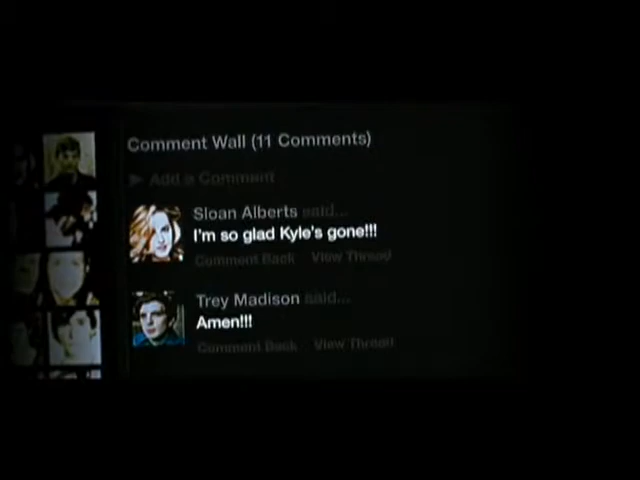 Comment Wall (11 Comments)
▶ Add a Comment
Sloan Alberts said...
I'm so glad Kyle's gone!!!
Comment Back View Thread
Trey Madison said...
Amen!!!
Comment Back View Thread